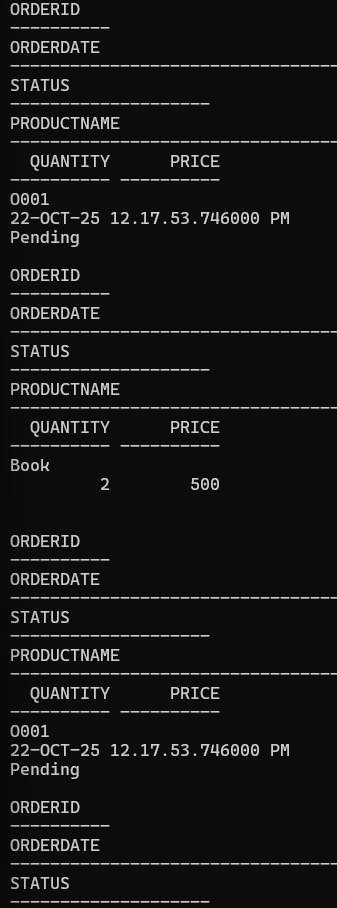 ORDERID
----------
ORDERDATE
---------------------------------
STATUS
--------------------
PRODUCTNAME
---------------------------------
  QUANTITY      PRICE
---------- ----------
O001
22-OCT-25 12.17.53.746000 PM
Pending

ORDERID
----------
ORDERDATE
---------------------------------
STATUS
--------------------
PRODUCTNAME
---------------------------------
  QUANTITY      PRICE
---------- ----------
Book
         2        500


ORDERID
----------
ORDERDATE
---------------------------------
STATUS
--------------------
PRODUCTNAME
---------------------------------
  QUANTITY      PRICE
---------- ----------
O001
22-OCT-25 12.17.53.746000 PM
Pending

ORDERID
----------
ORDERDATE
---------------------------------
STATUS
--------------------